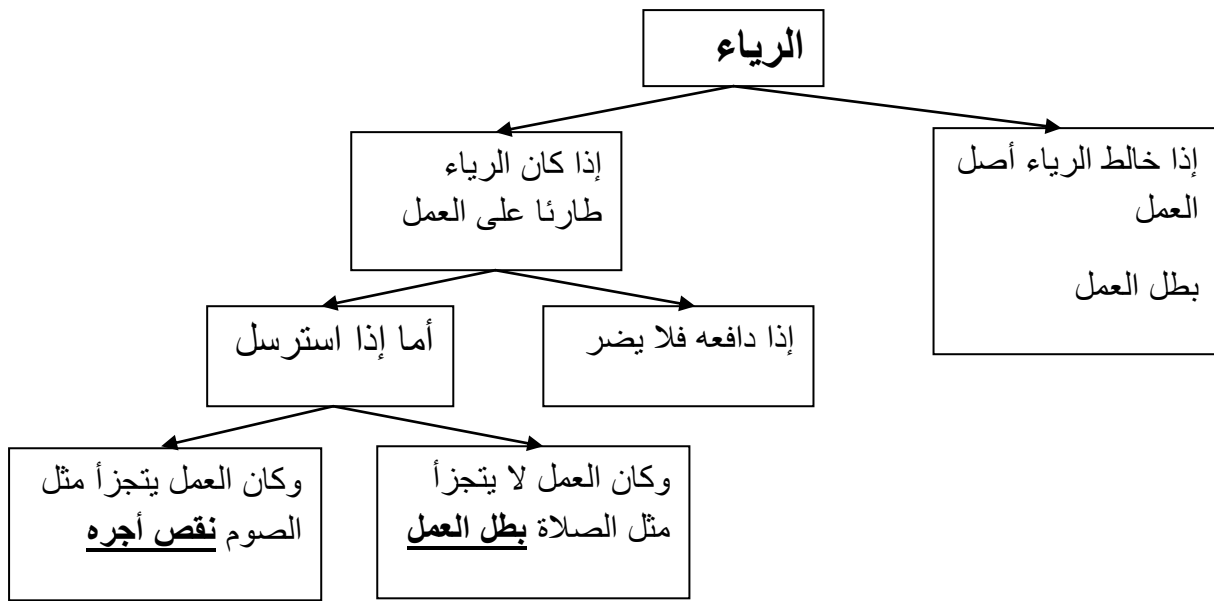 الرياء
إذا خالط الرياء أصل
العمل
بطل العمل
إذا كان الرياء
طارئا على العمل
إذا دافعه فلا يضر
أما إذا استرسل
وكان العمل لا يتجزأ
مثل الصلاة بطل العمل
وكان العمل يتجزأ مثل
الصوم نقص أجره